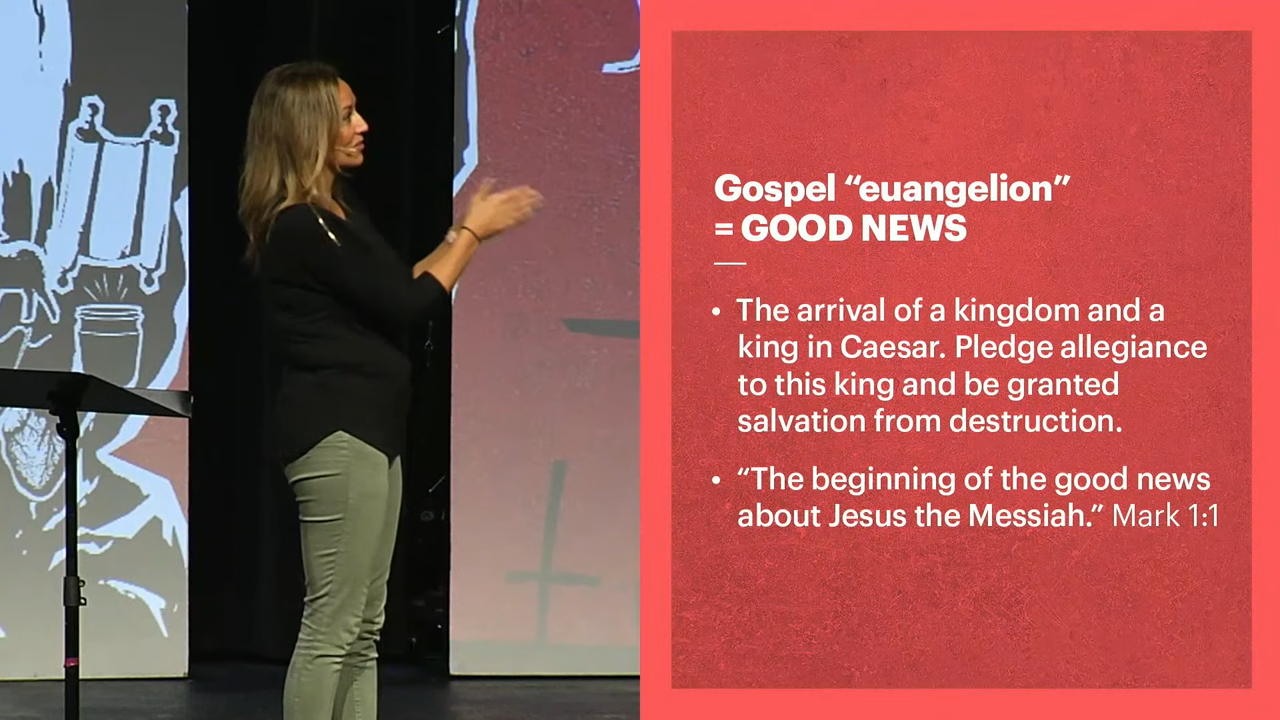 Gospel “euangelion”
= GOOD NEWS
• The arrival of a kingdom and a
king in Caesar. Pledge allegiance
to this king and be granted
salvation from destruction.
• “The beginning of the good news
about Jesus the Messiah.” Mark 1:1